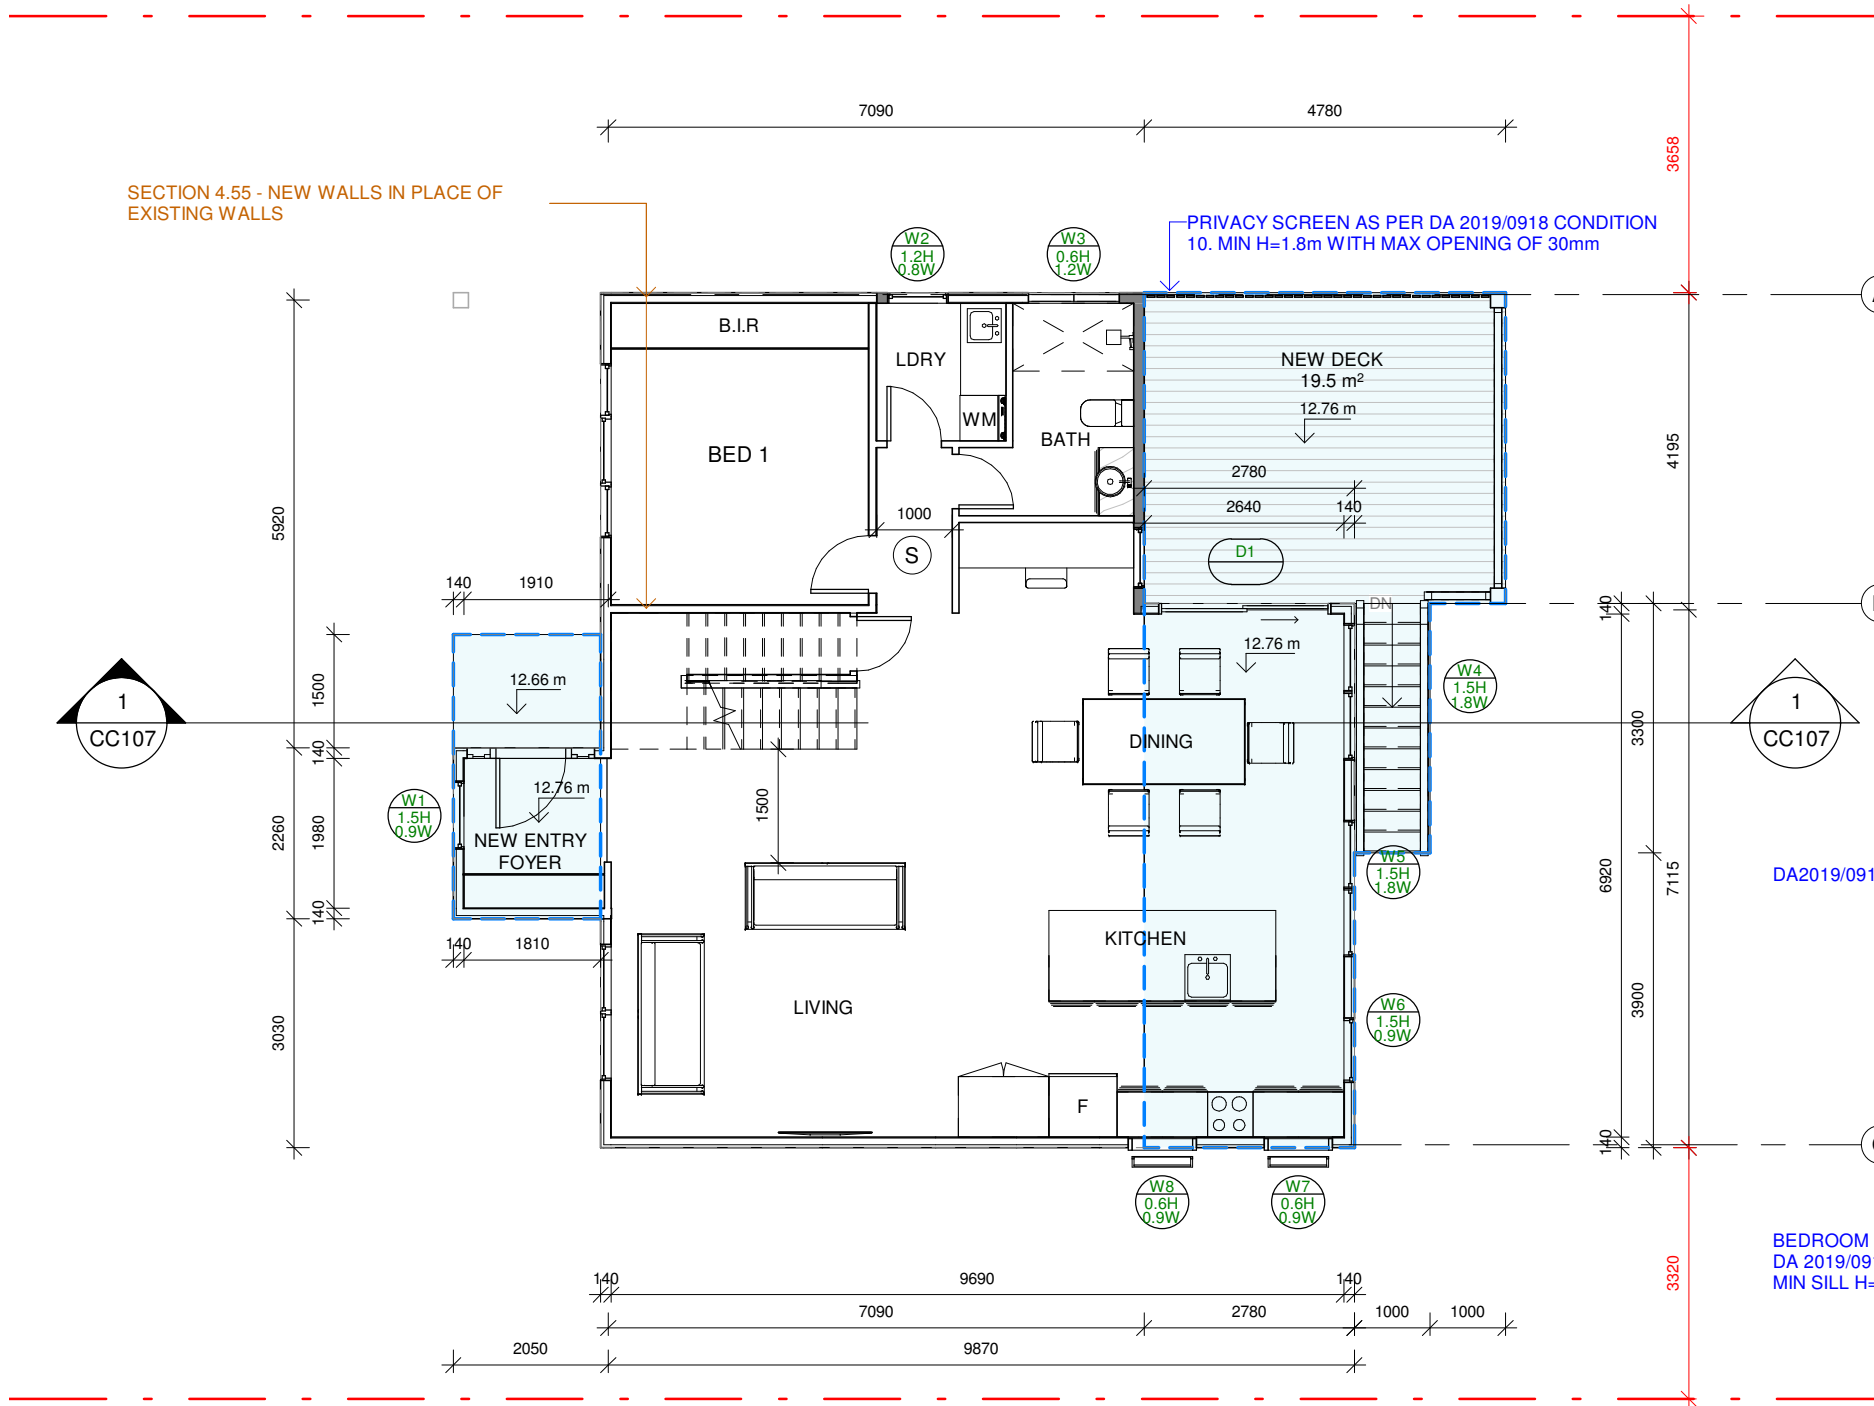 7090
4780
3658
SECTION 4.55 - NEW WALLS IN PLACE OF
EXISTING WALLS
PRIVACY SCREEN AS PER DA 2019/0918 CONDITION
10. MIN H=1.8m WITH MAX OPENING OF 30mm
W2
1.2H
0.8W
W3
0.6H
1.2W
B.I.R
LDRY
WM
BATH
BED 1
NEW DECK
19.5 m²
12.76 m
2780
2640
140
D1
4195
5920
1000
S
140
1910
DN
140
12.76 m
1500
12.66 m
W4
1.5H
1.8W
1
CC107
1
CC107
DINING
3300
140
12.76 m
W1
1.5H
0.9W
1500
2260
1980
NEW ENTRY
FOYER
W5
1.5H
1.8W
6920
7115
DA2019/091
140
140
1810
KITCHEN
LIVING
W6
1.5H
0.9W
3900
3030
F
140
W8
0.6H
0.9W
W7
0.6H
0.9W
3320
BEDROOM
DA 2019/09
MIN SILL H=
140
9690
140
7090
2780
1000
1000
2050
9870